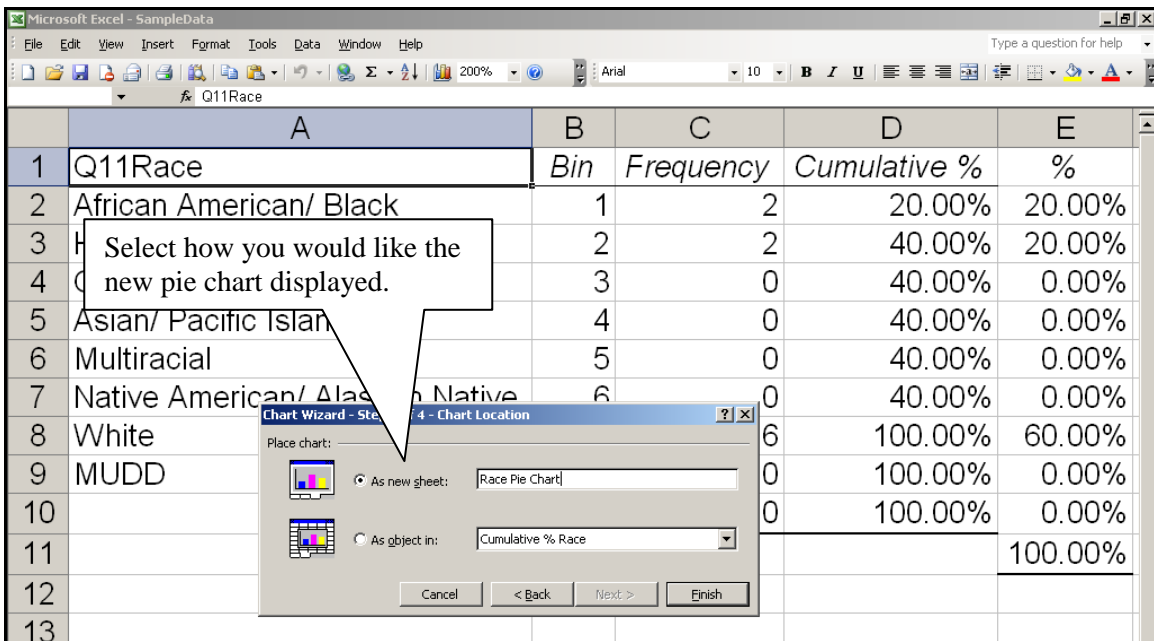 Microsoft Excel - SampleData
File Edit View Insert Format Tools Data Window Help Type a question for help
200% Arial 10 B I U
fx Q11Race
A B C D E
1 Q11Race Bin Frequency Cumulative % %
2 African American/ Black 1 2 20.00% 20.00%
3 2 2 40.00% 20.00%
Select how you would like the
new pie chart displayed.
4 3 0 40.00% 0.00%
5 Asian/ Pacific 4 0 40.00% 0.00%
6 Multiracial 5 0 40.00% 0.00%
7 Native American/ Native 6 0 40.00% 0.00%
Chart Wizard - 4 - Chart Location
8 White 6 100.00% 60.00%
Place chart:
9 MUDD 0 100.00% 0.00%
As new sheet: Race Pie Chart
10 0 100.00% 0.00%
As object in: Cumulative % Race
11 100.00%
12
Cancel < Back Next > Finish
13